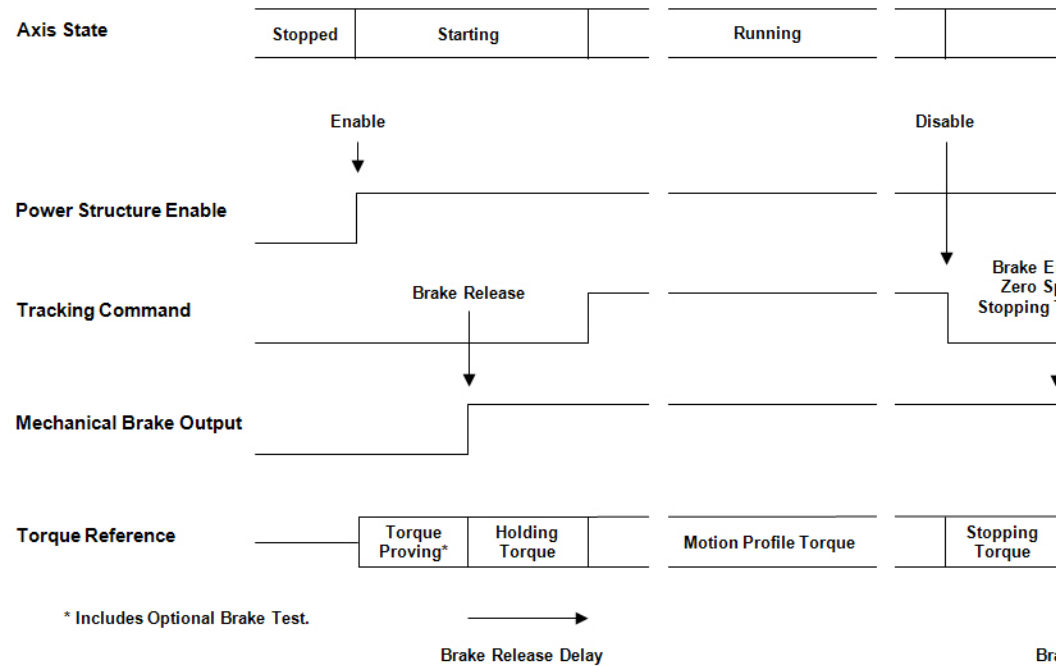 Axis State
Stopped
Starting
Running
Enable
Disable
Power Structure Enable
Brake
Zero
Stopping
Tracking Command
Brake Release
Mechanical Brake Output
Torque Reference
Torque
Proving*
Holding
Torque
Motion Profile Torque
Stopping
Torque
* Includes Optional Brake Test.
Brake Release Delay